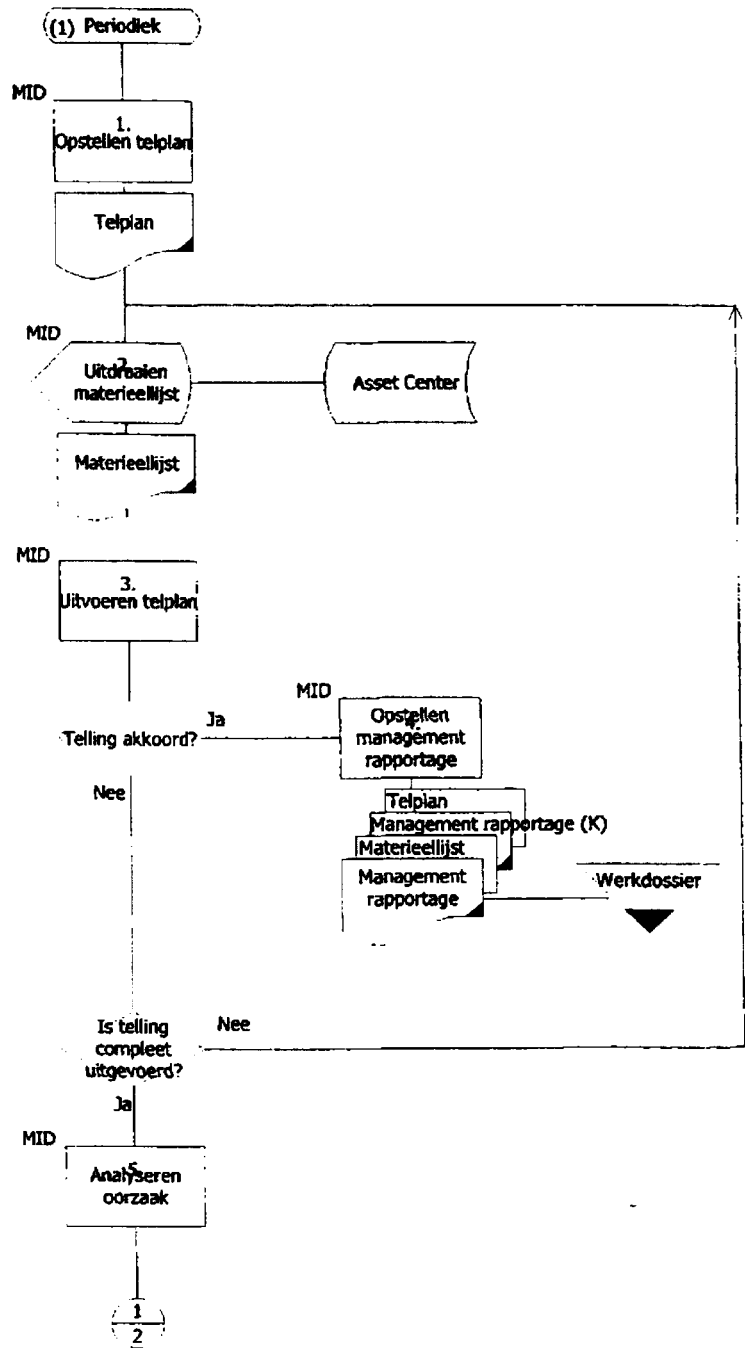 (1) Periodiek
MID
1.
Opstellen telplan
Telplan
MID
2.
Uitdraaien
materieellijst
Asset Center
Materieellijst
MID
3.
Uitvoeren telplan
Telling akkoord?
Ja
Nee
MID
4.
Opstellen
management
rapportage
Telplan
Management rapportage (K)
Materieellijst
Management
rapportage
Werkdossier
Is telling
compleet
uitgevoerd?
Nee
Ja
MID
5.
Analyseren
oorzaak
1
2